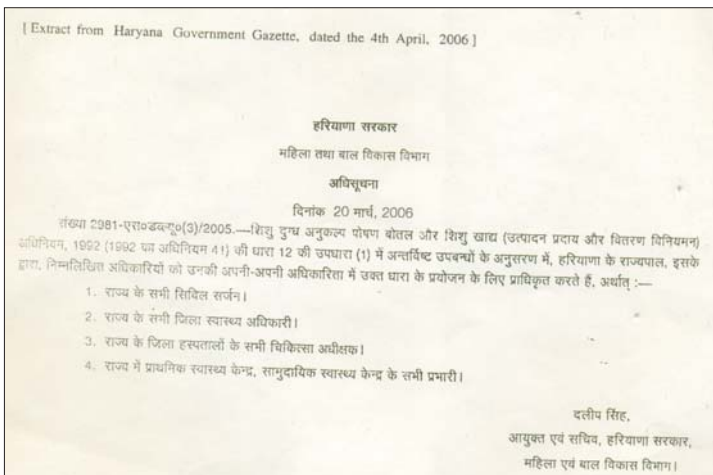 [ Extract from Haryana Government Gazette, dated the 4th April, 2006 ]
हरियाणा सरकार
महिला तथा बाल विकास विभाग
अधिसूचना
दिनांक 20 मार्च, 2006
संख्या 2981-एस०डब्ल्यू०(3)/2005.—शिशु दुग्ध अनुकल्प पोषण बोतल और शिशु खाद्य (उत्पादन प्रदाय और वितरण विनियमन)
अधिनियम, 1992 (1992 का अधिनियम 41) की धारा 12 की उपधारा (1) में अन्तर्विष्ट उपबन्धों के अनुसरण में, हरियाणा के राज्यपाल, इसके
द्वारा, निम्नलिखित अधिकारियों को उनकी अपनी-अपनी अधिकारिता में उक्त धारा के प्रयोजन के लिए प्राधिकृत करते हैं, अर्थात् :—
1. राज्य के सभी सिविल सर्जन।
2. राज्य के सभी जिला स्वास्थ्य अधिकारी।
3. राज्य के जिला हस्पतालों के सभी चिकित्सा अधीक्षक।
4. राज्य में प्राथमिक स्वास्थ्य केन्द्र, सामुदायिक स्वास्थ्य केन्द्र के सभी प्रभारी।
दलीप सिंह,
आयुक्त एवं सचिव, हरियाणा सरकार,
महिला एवं बाल विकास विभाग।